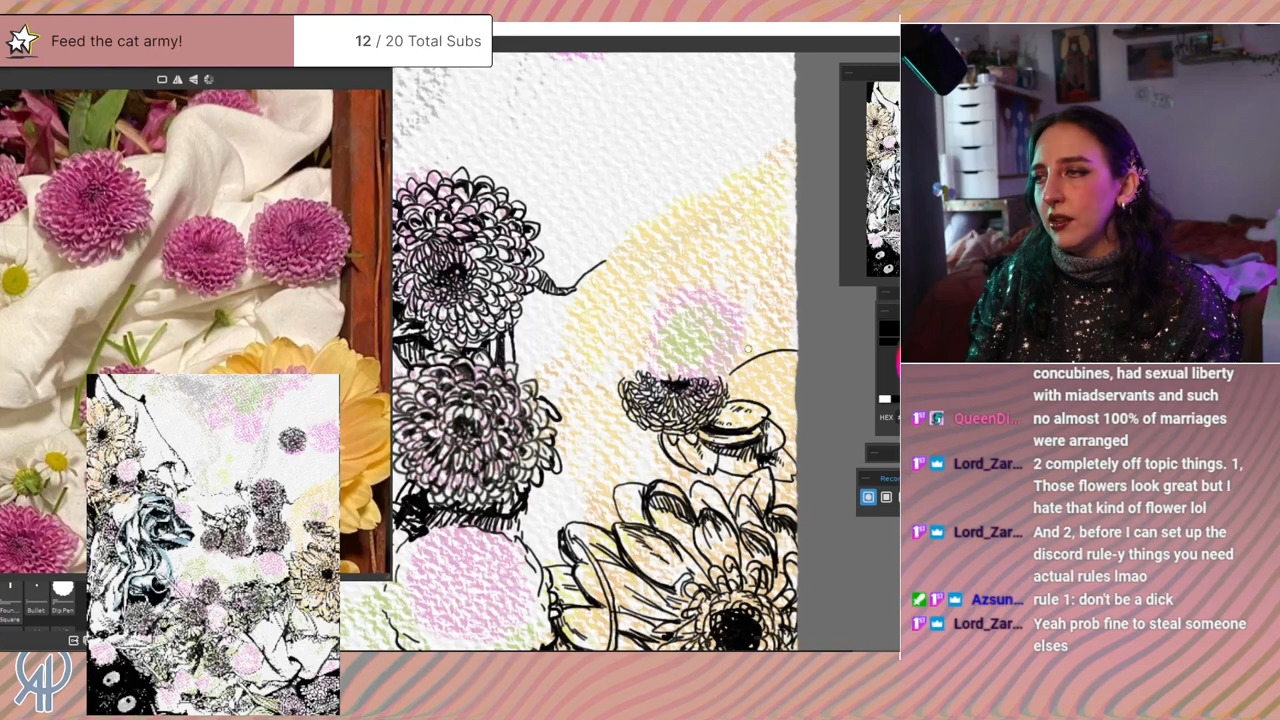 Feed the cat army!
12 / 20 Total Subs
concubines, had sexual liberty
with miadservants and such
QueenDi... no almost 100% of marriages
were arranged
Lord_Zar... 2 completely off topic things. 1,
Those flowers look great but I
hate that kind of flower lol
Lord_Zar... And 2, before I can set up the
discord rule-y things you need
actual rules lmao
Azsun... rule 1: don't be a dick
Lord_Zar... Yeah prob fine to steal someone
elses
HEX
Recor
Foun... Bullet Dip Pen
Square